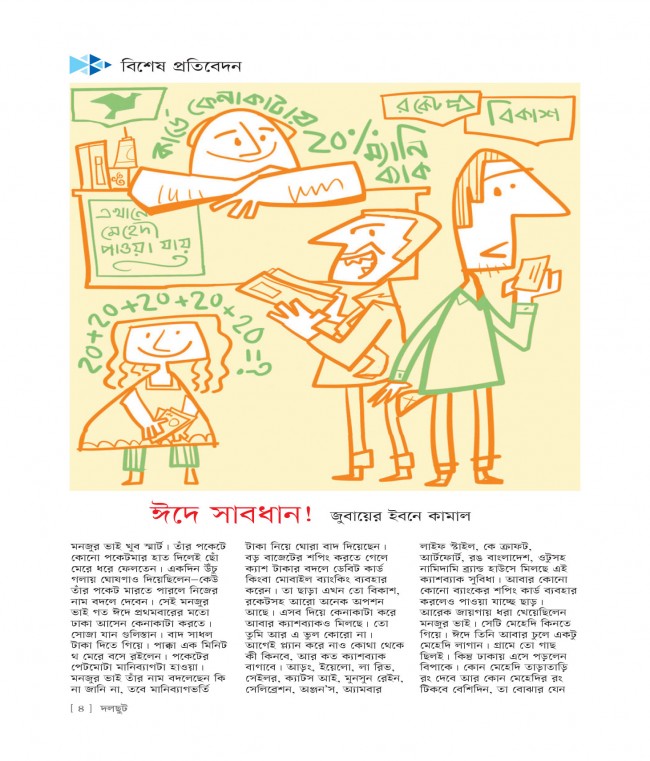 বিশেষ প্রতিবেদন
কার্ডে কেনাকাটায়
২০% মানি
ব্যাক
রকেট
বিকাশ
এখানে
মেহেদী
পাওয়া যায়
২০+২০+২০+২০+২০+২০=?
ঈদে সাবধান! জুবায়ের ইবনে কামাল
মনজুর ভাই খুব স্মার্ট। তাঁর পকেটে
কোনো পকেটমার হাত দিলেই ছোঁ
মেরে ধরে ফেলতেন। একদিন উঁচু
গলায় ঘোষণাও দিয়েছিলেন—কেউ
তাঁর পকেট মারতে পারলে নিজের
নাম বদলে দেবেন। সেই মনজুর
ভাই গত ঈদে প্রথমবারের মতো
ঢাকা আসেন কেনাকাটা করতে।
সোজা যান গুলিস্তান। বাদ সাধল
টাকা দিতে গিয়ে। পাক্কা এক মিনিট
থ মেরে বসে রইলেন। পকেটের
পেটমোটা মানিব্যাগটা হাওয়া।
মনজুর ভাই তাঁর নাম বদলেছেন কি
না জানি না, তবে মানিব্যাগভর্তি
টাকা নিয়ে ঘোরা বাদ দিয়েছেন।
বড় বাজেটের শপিং করতে গেলে
ক্যাশ টাকার বদলে ডেবিট কার্ড
কিংবা মোবাইল ব্যাংকিং ব্যবহার
করেন। তা ছাড়া এখন তো বিকাশ,
রকেটসহ আরো অনেক অপশন
আছে। এসব দিয়ে কেনাকাটা করে
আবার ক্যাশব্যাকও মিলছে। তো
তুমি আর এ ভুল কোরো না।
আগেই প্ল্যান করে নাও কোথা থেকে
কী কিনবে, আর কত ক্যাশব্যাক
বাগাবে। আড়ং, ইয়েলো, লা রিভ,
সেইলর, ক্যাটস আই, মুনসুন রেইন,
সেলিব্রেশন, অঞ্জন'স, অ্যামবার
লাইফ স্টাইল, কে ক্রাফট,
আর্টফোর্ট, রঙ বাংলাদেশ, ওটুসহ
নামিদামি ব্র্যান্ড হাউসে মিলছে এই
ক্যাশব্যাক সুবিধা। আবার কোনো
কোনো ব্যাংকের শপিং কার্ড ব্যবহার
করলেও পাওয়া যাচ্ছে ছাড়।
আরেক জায়গায় ধরা খেয়েছিলেন
মনজুর ভাই। সেটি মেহেদি কিনতে
গিয়ে। ঈদে তিনি আবার চুলে একটু
মেহেদি লাগান। গ্রামে তো গাছ
ছিলই। কিন্তু ঢাকায় এসে পড়লেন
বিপাকে। কোন মেহেদি তাড়াতাড়ি
রং দেবে আর কোন মেহেদির রং
টিকবে বেশিদিন, তা বোঝার যেন
[ ৪ ] দলছুট